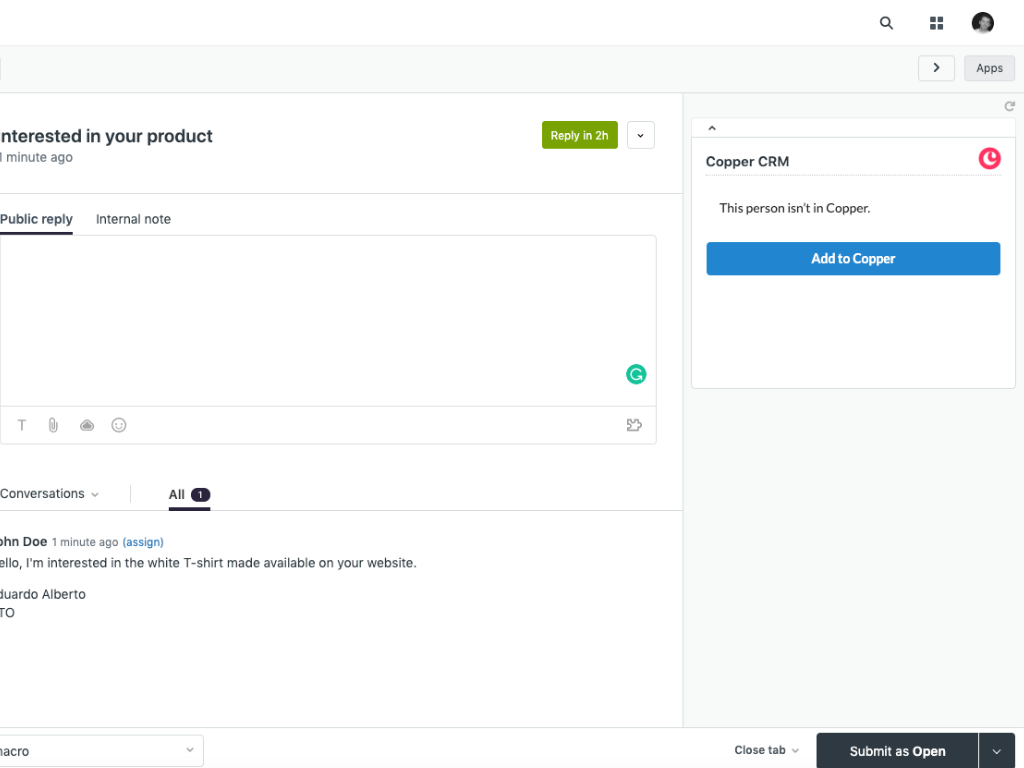 Apps
nterested in your product
Reply in 2h
1 minute ago
Copper CRM
This person isn't in Copper.
Add to Copper
Public reply
Internal note
T
Conversations
All 1
ohn Doe 1 minute ago (assign)
ello, I'm interested in the white T-shirt made available on your website.
duardo Alberto
TO
nacro
Close tab
Submit as Open